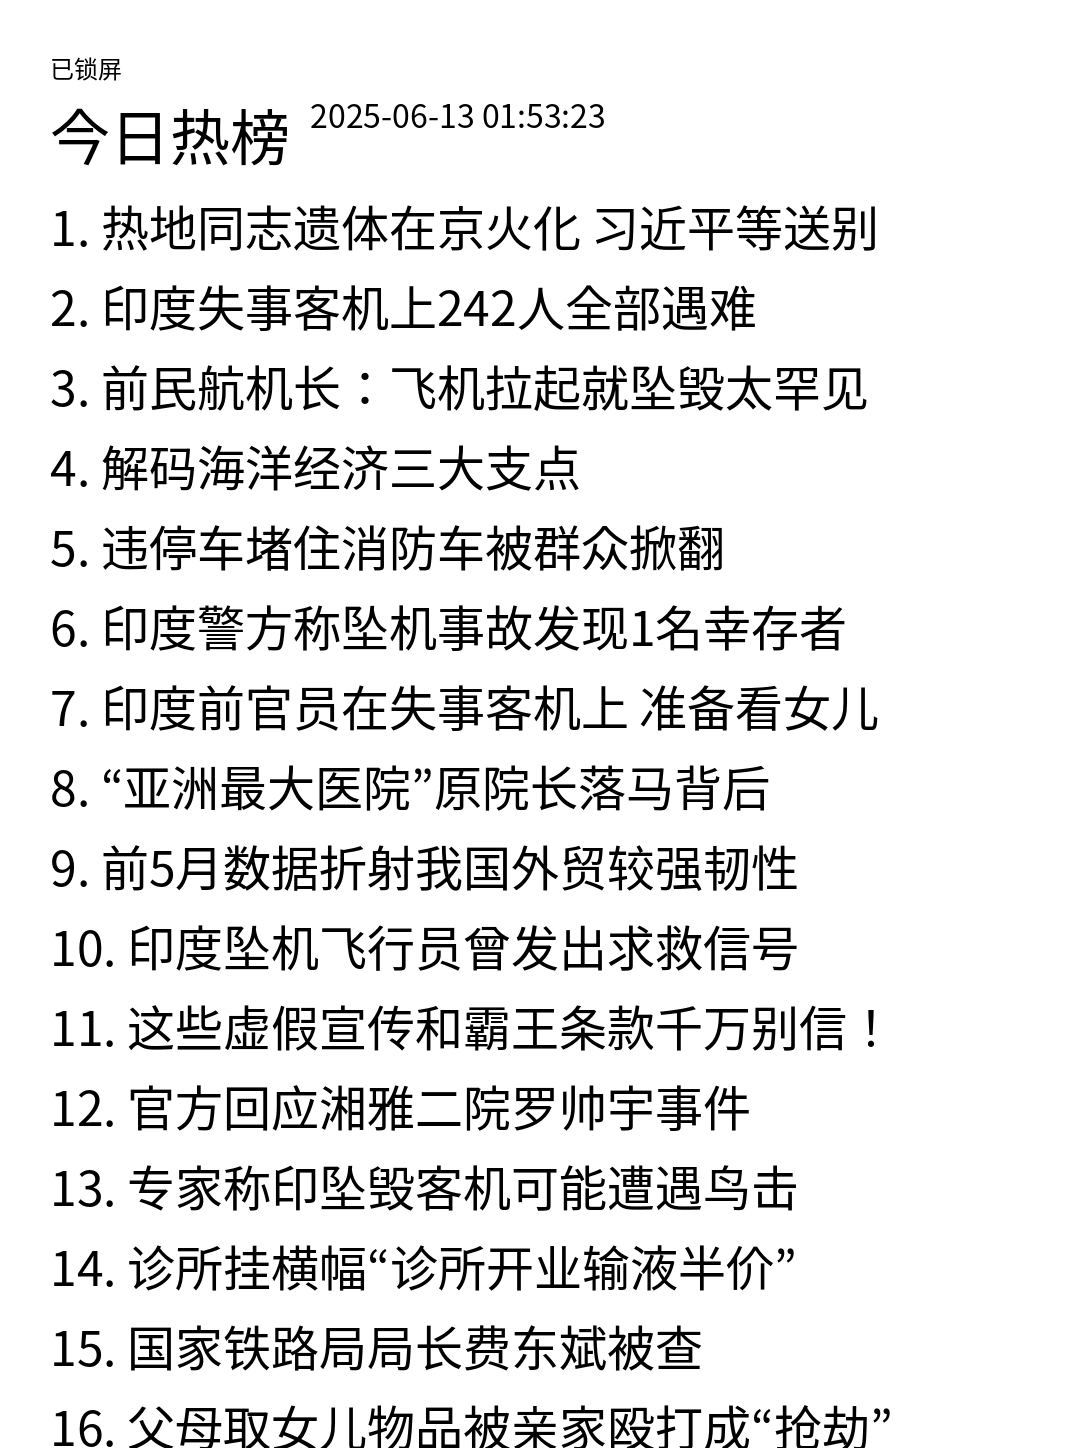 已锁屏
今日热榜 2025-06-13 01:53:23
1. 热地同志遗体在京火化 习近平等送别
2. 印度失事客机上242人全部遇难
3. 前民航机长：飞机拉起就坠毁太罕见
4. 解码海洋经济三大支点
5. 违停车堵住消防车被群众掀翻
6. 印度警方称坠机事故发现1名幸存者
7. 印度前官员在失事客机上 准备看女儿
8. “亚洲最大医院”原院长落马背后
9. 前5月数据折射我国外贸较强韧性
10. 印度坠机飞行员曾发出求救信号
11. 这些虚假宣传和霸王条款千万别信！
12. 官方回应湘雅二院罗帅宇事件
13. 专家称印坠毁客机可能遭遇鸟击
14. 诊所挂横幅“诊所开业输液半价”
15. 国家铁路局局长费东斌被查
16. 父母取女儿物品被亲家殴打成“抢劫”